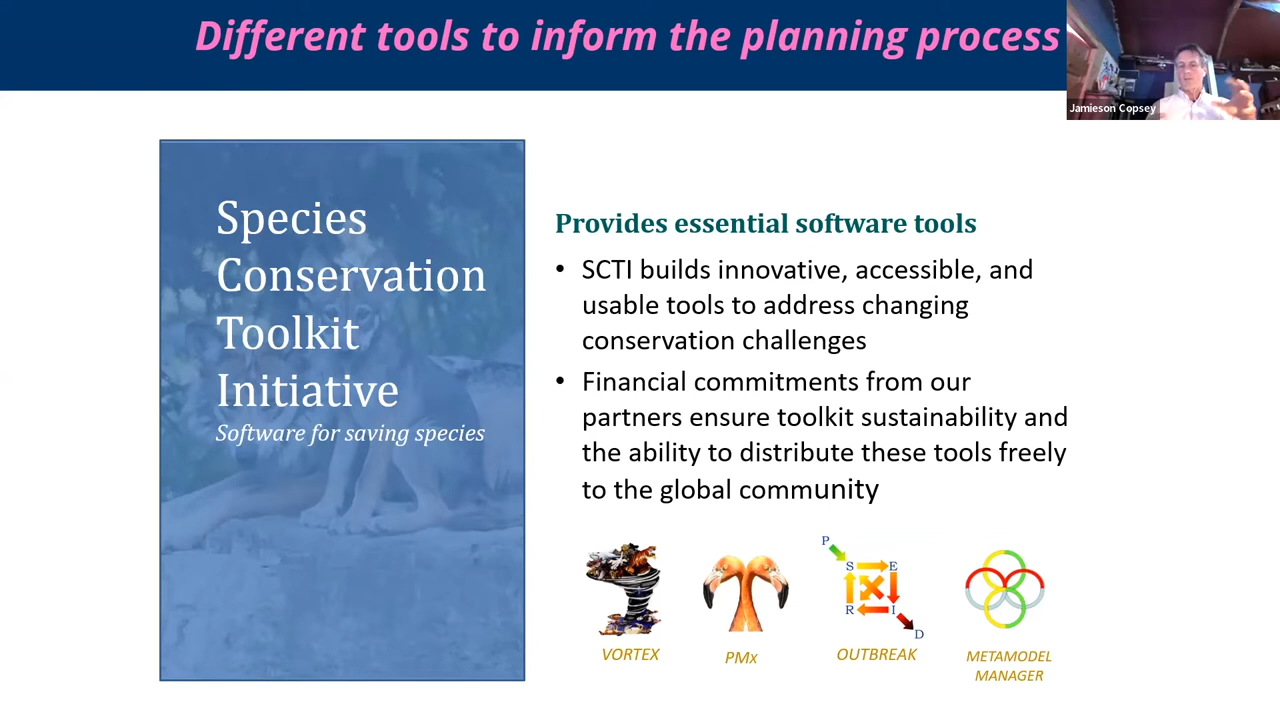 Different tools to inform the planning process
Jamieson Copsey
Species
Conservation
Toolkit
Initiative
Software for saving species
Provides essential software tools
• SCTI builds innovative, accessible, and
usable tools to address changing
conservation challenges
• Financial commitments from our
partners ensure toolkit sustainability and
the ability to distribute these tools freely
to the global community
P
S E
R I
D
VORTEX
PMx
OUTBREAK
METAMODEL
MANAGER